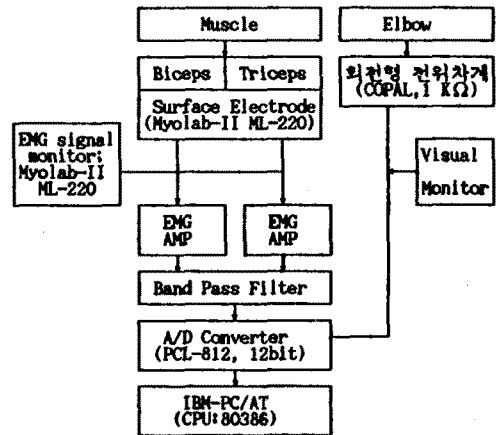 Muscle
Elbow
Biceps
Triceps
Surface Electrode
(Myolab-II ML-220)
회전형 전위차계
(COPAL, 1 KΩ)
EMG signal
monitor:
Myolab-II
ML-220
Visual
Monitor
EMG
AMP
EMG
AMP
Band Pass Filter
A/D Converter
(PCL-812, 12bit)
IBM-PC/AT
(CPU:80386)